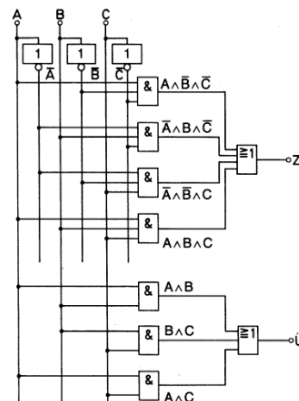 A B C
1 1 1
A̅ B̅ C̅
& A∧B̅∧C̅
& A̅∧B∧C̅
≥1 Z
& A̅∧B̅∧C
& A∧B∧C
& A∧B
& B∧C ≥1 Ü
& A∧C